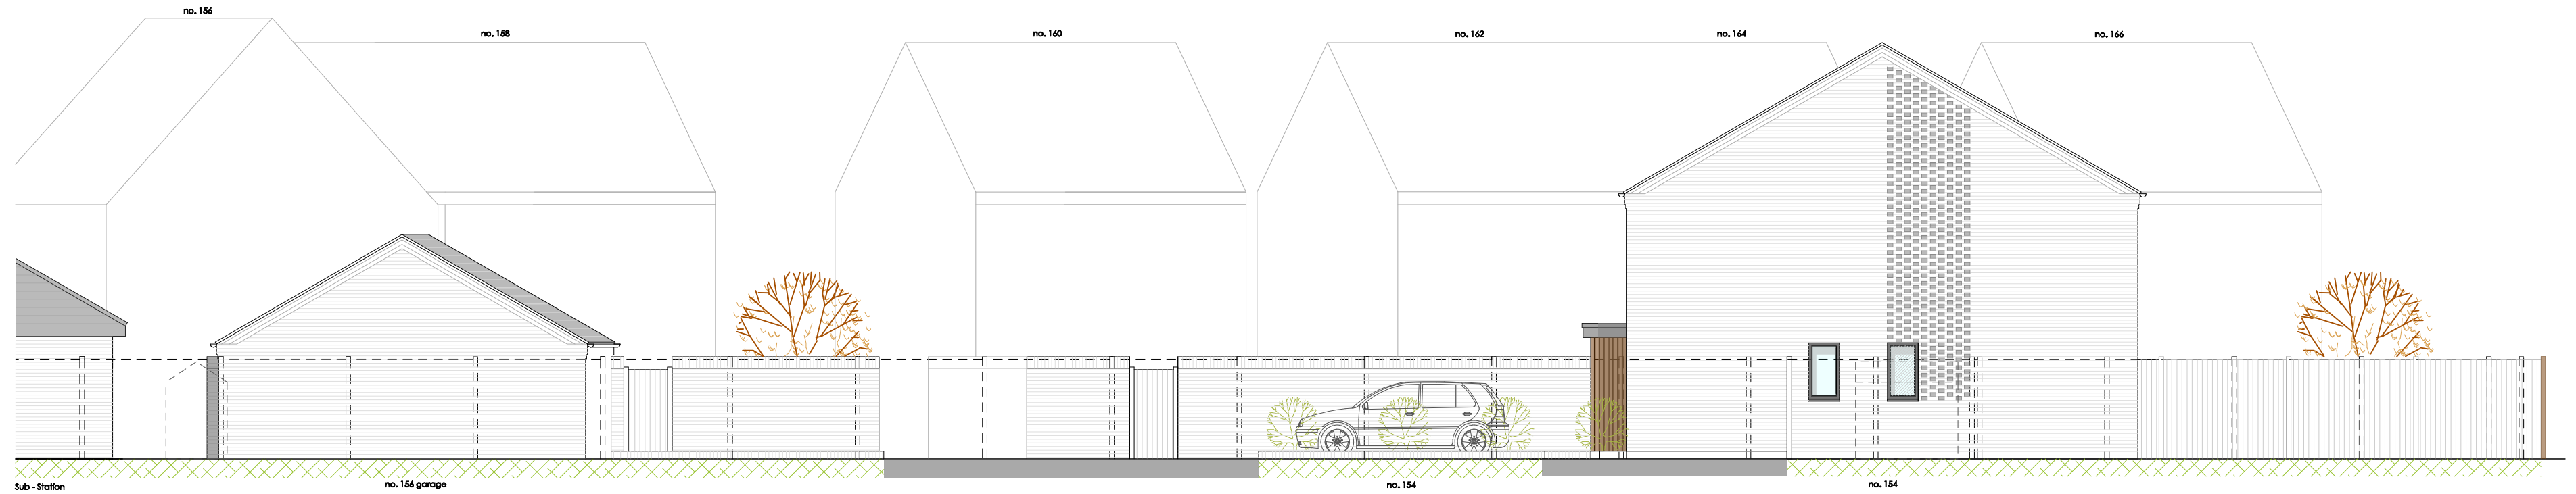 no. 156
no. 158
no. 160
no. 162
no. 164
no. 166
Sub - Station
no. 156 garage
no. 154
no. 154